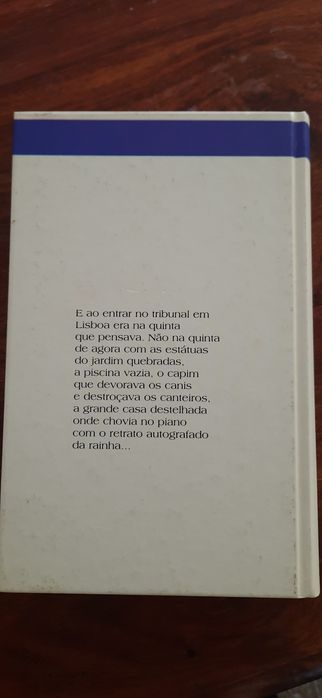 E ao entrar no tribunal em
Lisboa era na quinta
que pensava. Não na quinta
de agora com as estátuas
do jardim quebradas,
a piscina vazia, o capim
que devorava os canis
e destroçava os canteiros,
a grande casa destelhada
onde chovia no piano
com o retrato autografado
da rainha...